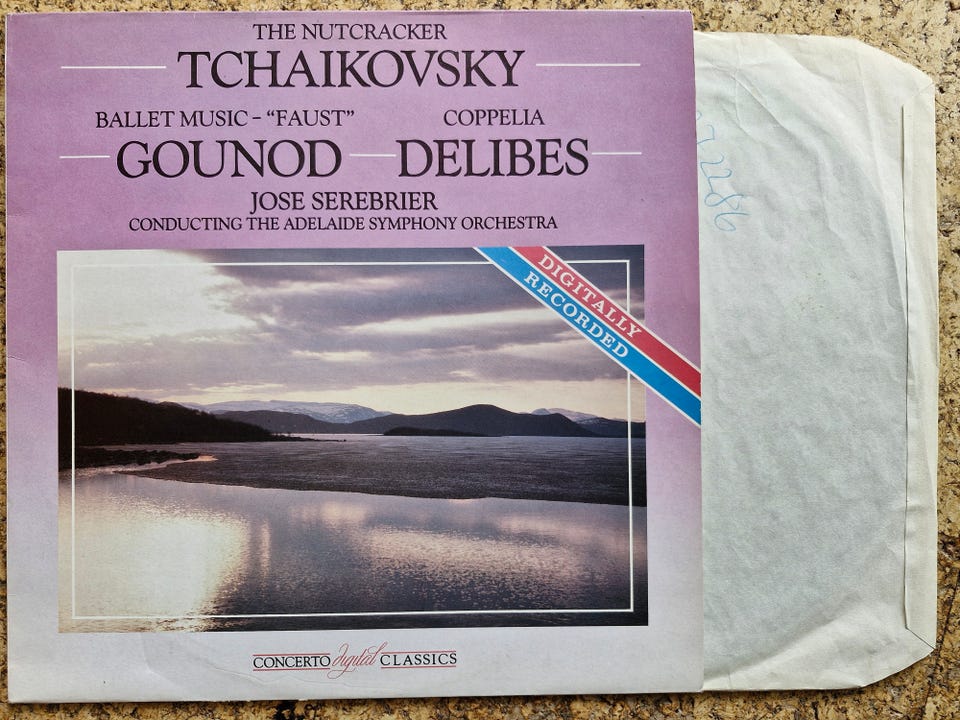 THE NUTCRACKER
TCHAIKOVSKY
BALLET MUSIC - "FAUST" COPPELIA
GOUNOD DELIBES
JOSE SEREBRIER
CONDUCTING THE ADELAIDE SYMPHONY ORCHESTRA
DIGITALLY
RECORDED
CONCERTO digital CLASSICS